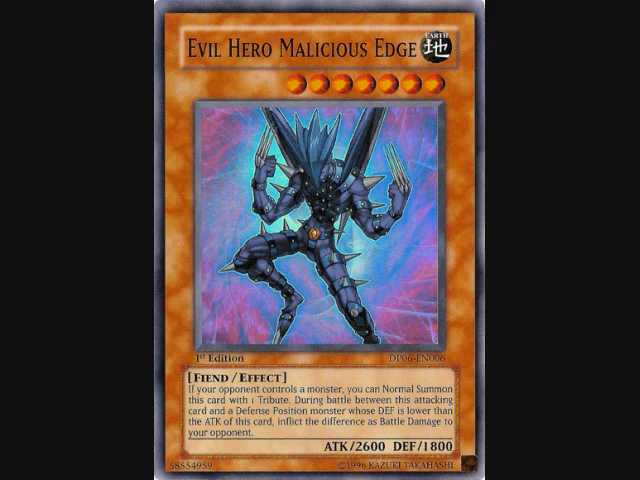 EVIL HERO MALICIOUS EDGE
EARTH
地
1st Edition
DP06-EN006
[FIEND / EFFECT]
If your opponent controls a monster, you can Normal Summon
this card with 1 Tribute. During battle between this attacking
card and a Defense Position monster whose DEF is lower than
the ATK of this card, inflict the difference as Battle Damage to
your opponent.
ATK/2600 DEF/1800
58554959
©1996 KAZUKI TAKAHASHI